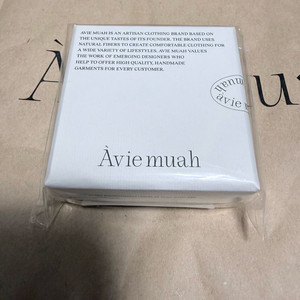 AVIE MUAH IS AN ARTISAN CLOTHING BRAND BASED ON
THE UNIQUE TASTES OF ITS FOUNDER. THE BRAND USES
NATURAL FIBERS TO CREATE COMFORTABLE CLOTHING FOR
A WIDE VARIETY OF LIFESTYLES. AVIE MUAH VALUES
THE WORK OF EMERGING DESIGNERS WHO
HELP TO OFFER HIGH QUALITY, HANDMADE
GARMENTS FOR EVERY CUSTOMER.
àvie mu
Àvie muah